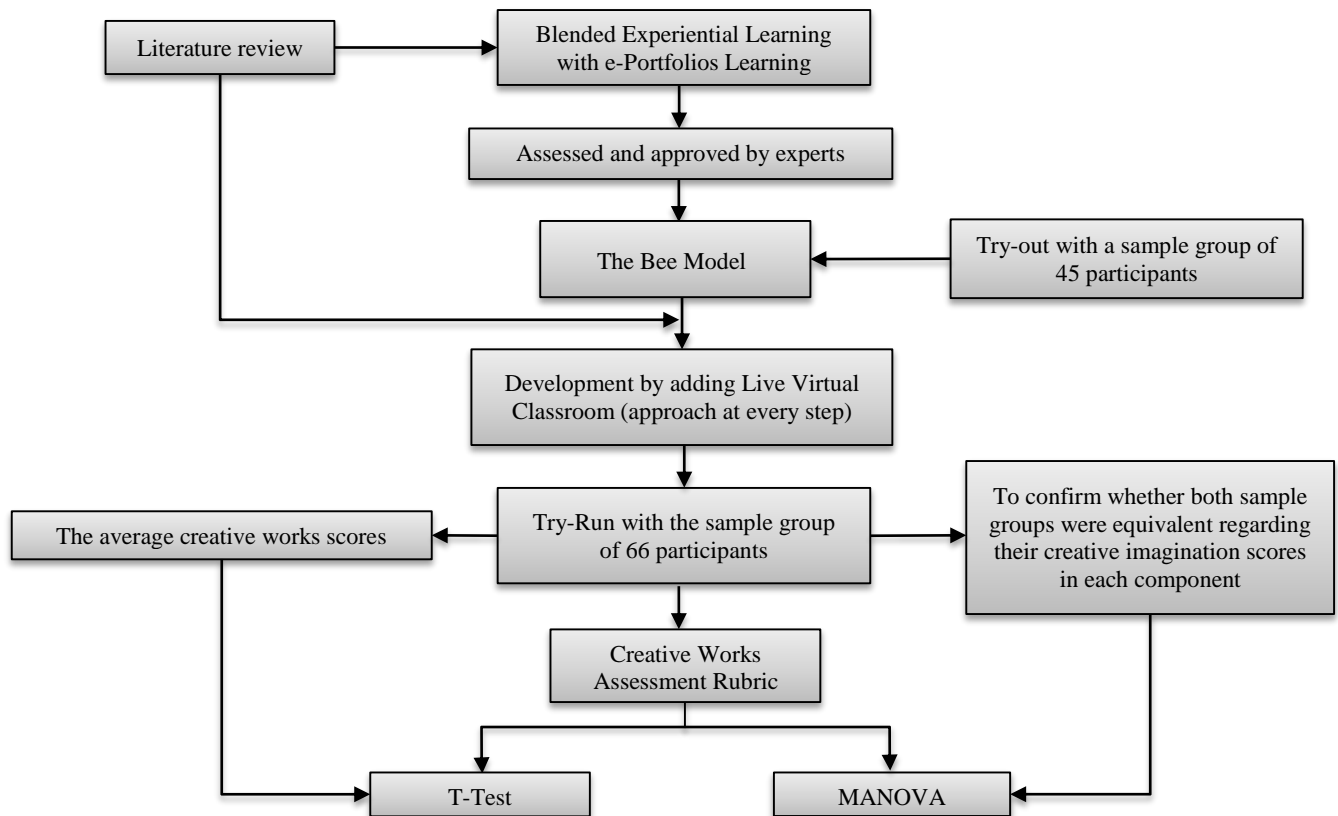 Literature review
Blended Experiential Learning
with e-Portfolios Learning
Assessed and approved by experts
The Bee Model
Try-out with a sample group of
45 participants
Development by adding Live Virtual
Classroom (approach at every step)
The average creative works scores
Try-Run with the sample group
of 66 participants
To confirm whether both sample
groups were equivalent regarding
their creative imagination scores
in each component
Creative Works
Assessment Rubric
T-Test
MANOVA